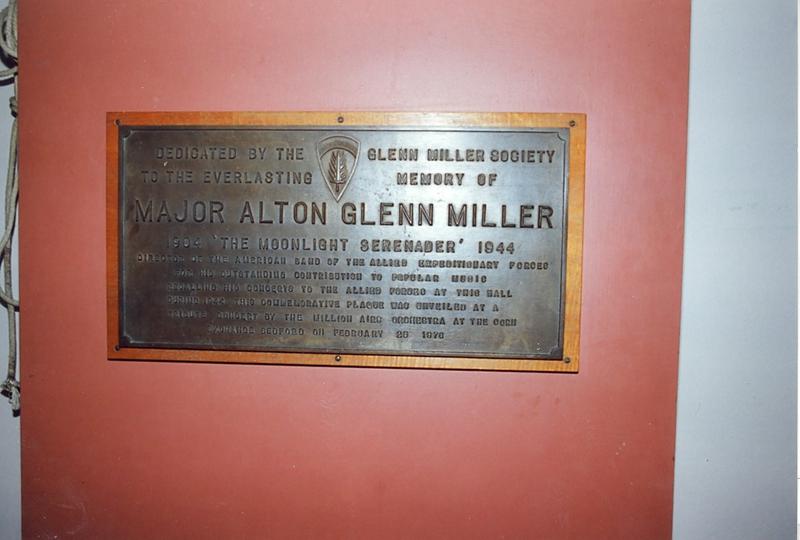 DEDICATED BY THE GLENN MILLER SOCIETY
TO THE EVERLASTING MEMORY OF
MAJOR ALTON GLENN MILLER
1904 'THE MOONLIGHT SERENADER' 1944
DIRECTOR OF THE AMERICAN BAND OF THE ALLIED EXPEDITIONARY FORCES
FOR HIS OUTSTANDING CONTRIBUTION TO POPULAR MUSIC
RECALLING HIS CONCERTS TO THE ALLIED FORCES AT THIS HALL
DURING 1944 THIS COMMEMORATIVE PLAQUE WAS UNVEILED AT A
TRIBUTE CONCERT BY THE MILLION AIRS ORCHESTRA AT THE CORN
EXCHANGE BEDFORD ON FEBRUARY 1976